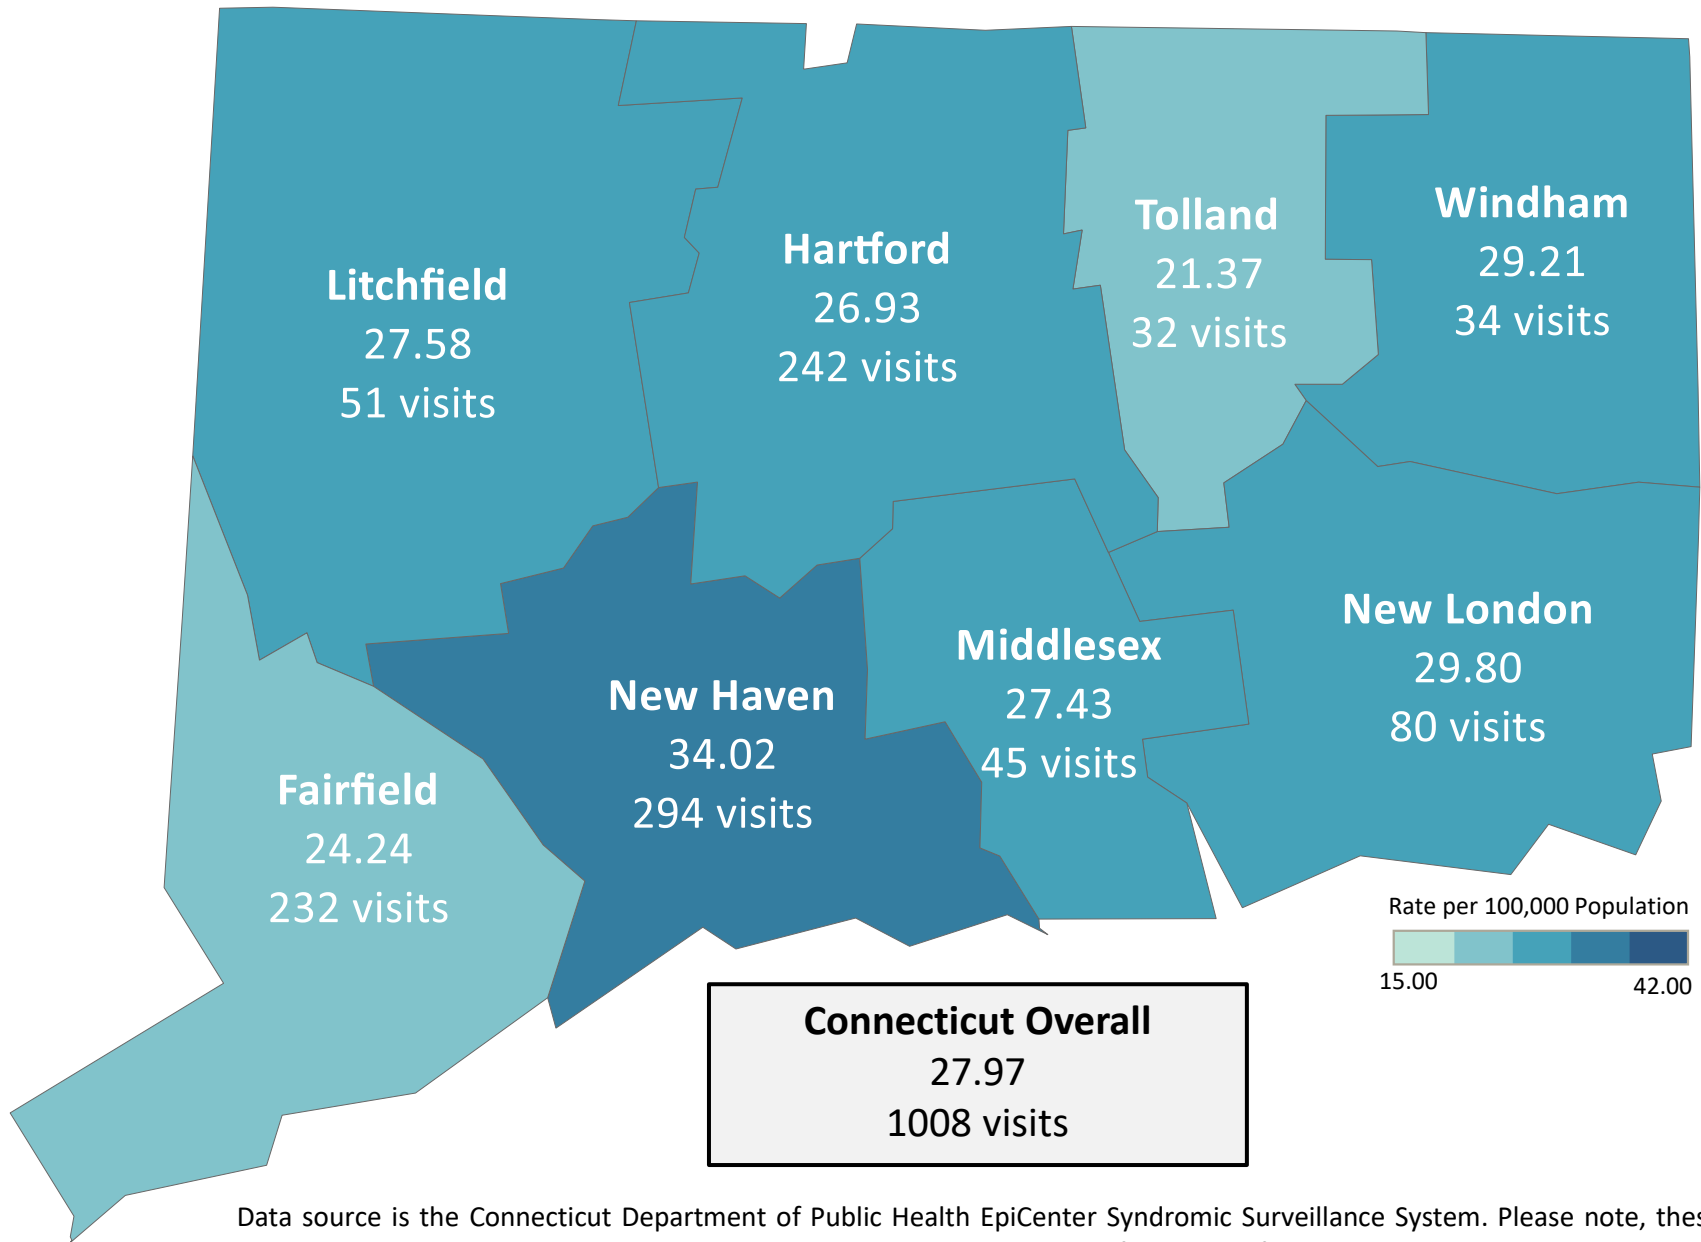 Litchfield
27.58
51 visits
Hartford
26.93
242 visits
Tolland
21.37
32 visits
Windham
29.21
34 visits
Fairfield
24.24
232 visits
New Haven
34.02
294 visits
Middlesex
27.43
45 visits
New London
29.80
80 visits
Rate per 100,000 Population
15.00
42.00
Connecticut Overall
27.97
1008 visits
Data source is the Connecticut Department of Public Health EpiCenter Syndromic Surveillance System. Please note, thes